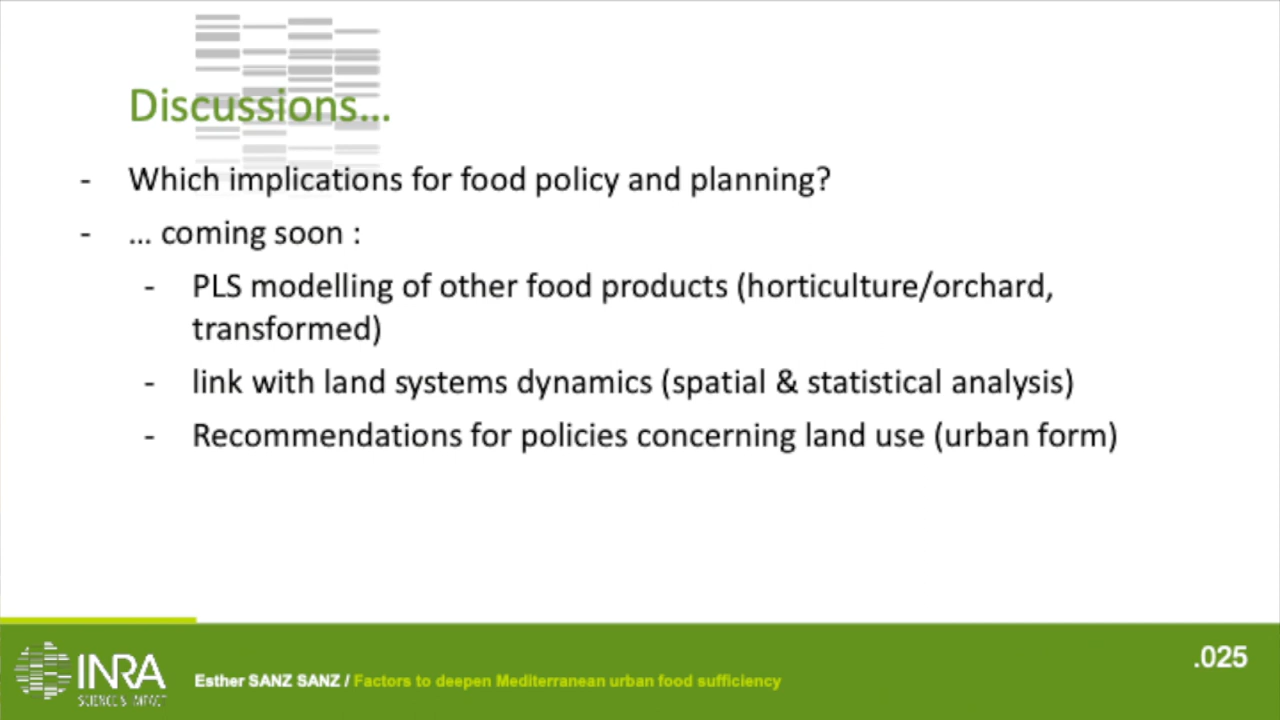 Discussions...
- Which implications for food policy and planning?
- ... coming soon :
- PLS modelling of other food products (horticulture/orchard,
transformed)
- link with land systems dynamics (spatial & statistical analysis)
- Recommendations for policies concerning land use (urban form)
.025
INRA
SCIENCE & IMPACT
Esther SANZ SANZ / Factors to deepen Mediterranean urban food sufficiency